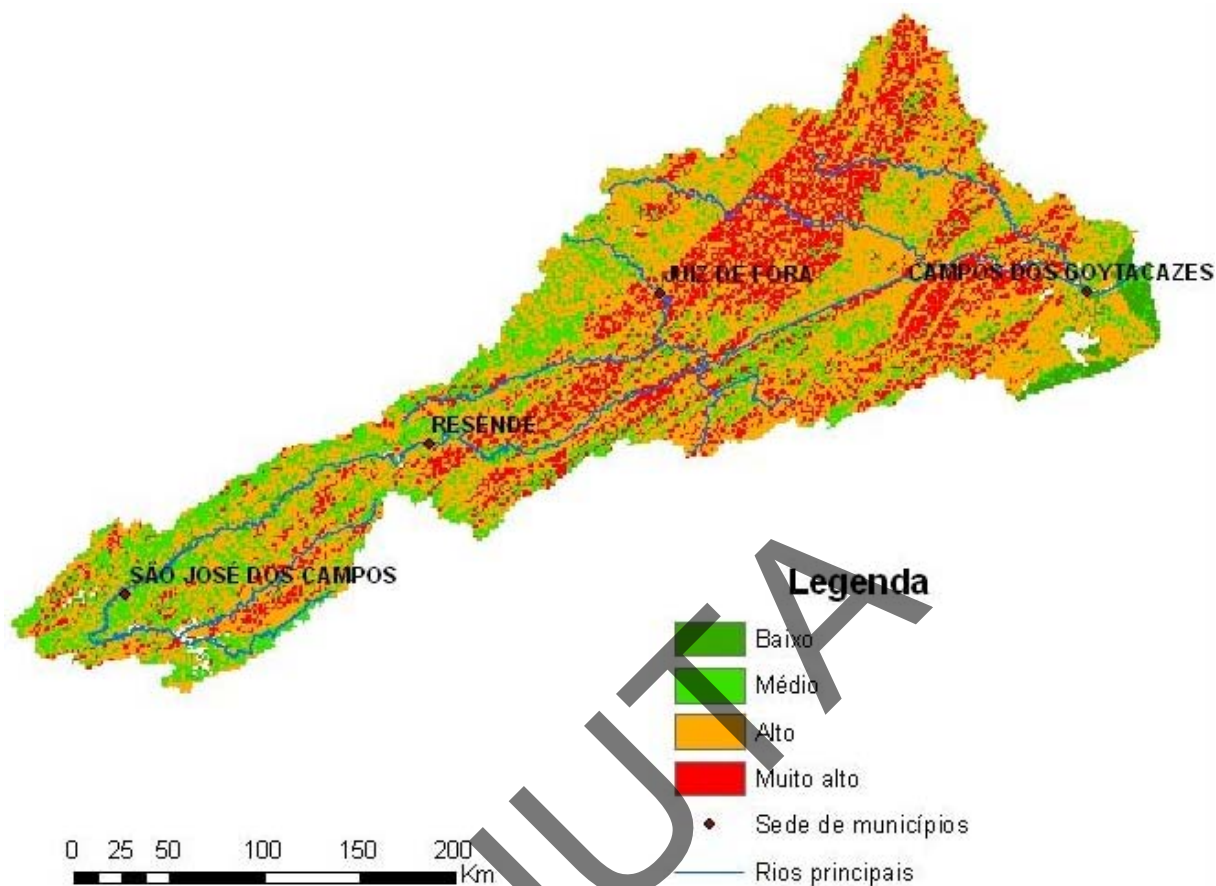 JUIZ DE FORA
CAMPOS DOS GOYTACAZES
RESENDE
SÃO JOSÉ DOS CAMPOS
Legenda
Baixo
Médio
Alto
Muito alto
Sede de municípios
Rios principais
0 25 50 100 150 200
Km